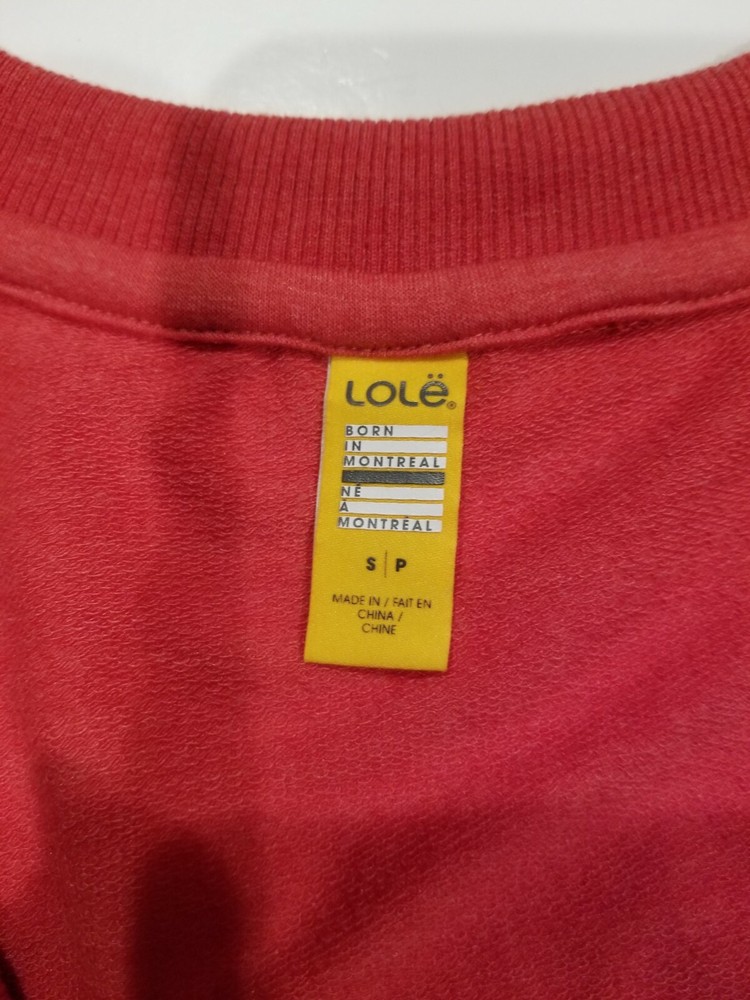 LOLË®
BORN
IN
MONTREAL
NÉ
À
MONTRÉAL
S | P
MADE IN / FAIT EN
CHINA /
CHINE